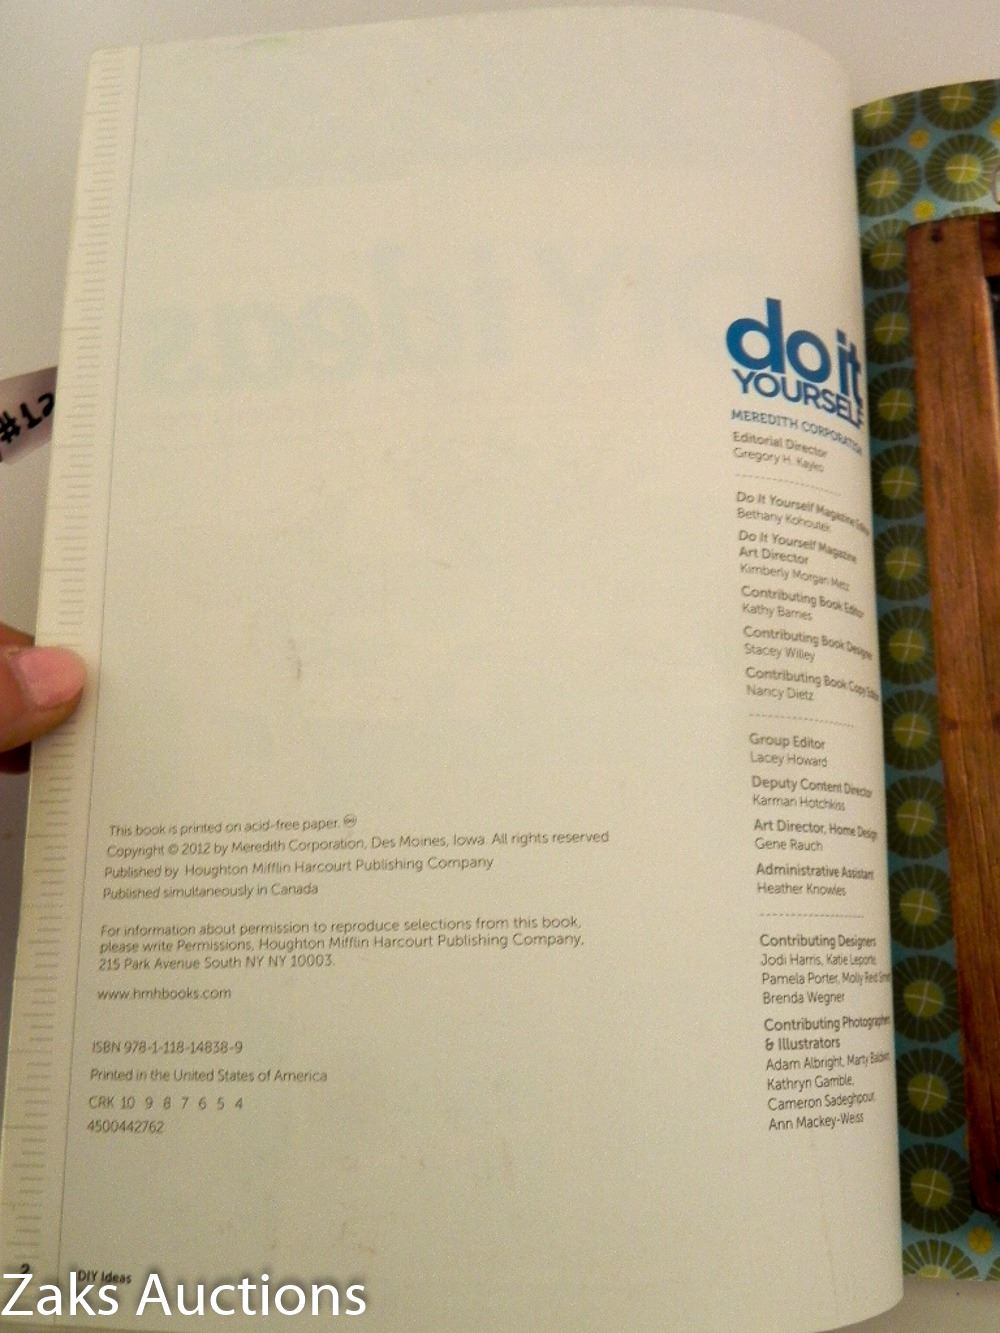 do it
YOURSELF
MEREDITH CORPORATION
Editorial Director
Gregory H. Kayko
Do It Yourself Magazine Editor
Bethany Kohoutek
Do It Yourself Magazine
Art Director
Kimberly Morgan Metz
Contributing Book Editor
Kathy Barnes
Contributing Book Designer
Stacey Willey
Contributing Book Copy Editor
Nancy Dietz
Group Editor
Lacey Howard
Deputy Content Director
Karman Hotchkiss
Art Director, Home Design
Gene Rauch
Administrative Assistant
Heather Knowles
Contributing Designers
Jodi Harris, Katie Leporte
Pamela Porter, Molly Reid
Brenda Wegner
Contributing Photographers
& Illustrators
Adam Albright, Marty Baldwin
Kathryn Gamble,
Cameron Sadeghpour,
Ann Mackey-Weiss
This book is printed on acid-free paper.
Copyright © 2012 by Meredith Corporation, Des Moines, Iowa. All rights reserved
Published by Houghton Mifflin Harcourt Publishing Company
Published simultaneously in Canada
For information about permission to reproduce selections from this book,
please write Permissions, Houghton Mifflin Harcourt Publishing Company,
215 Park Avenue South NY NY 10003.
www.hmhbooks.com
ISBN 978-1-118-14838-9
Printed in the United States of America
CRK 10 9 8 7 6 5 4
4500442762
2 DIY Ideas
Zaks Auctions